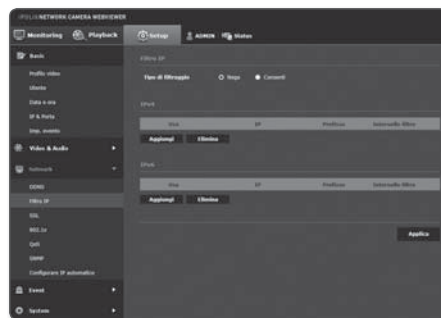 iPOLiS NETWORK CAMERA WEBVIEWER
Monitoring
Playback
Setup
ADMIN
Status
Basic
Profilo video
Utente
Data e ora
IP & Porta
Imp. evento
Video & Audio
Network
DDNS
Filtro IP
SSL
802.1x
QoS
SNMP
Configurare IP automatico
Event
System
Filtro IP
Tipo di filtraggio
Nega
Consenti
IPv4
Usa
IP
Prefisso
Intervallo filtro
Aggiungi
Elimina
IPv6
Usa
IP
Prefisso
Intervallo filtro
Aggiungi
Elimina
Applica